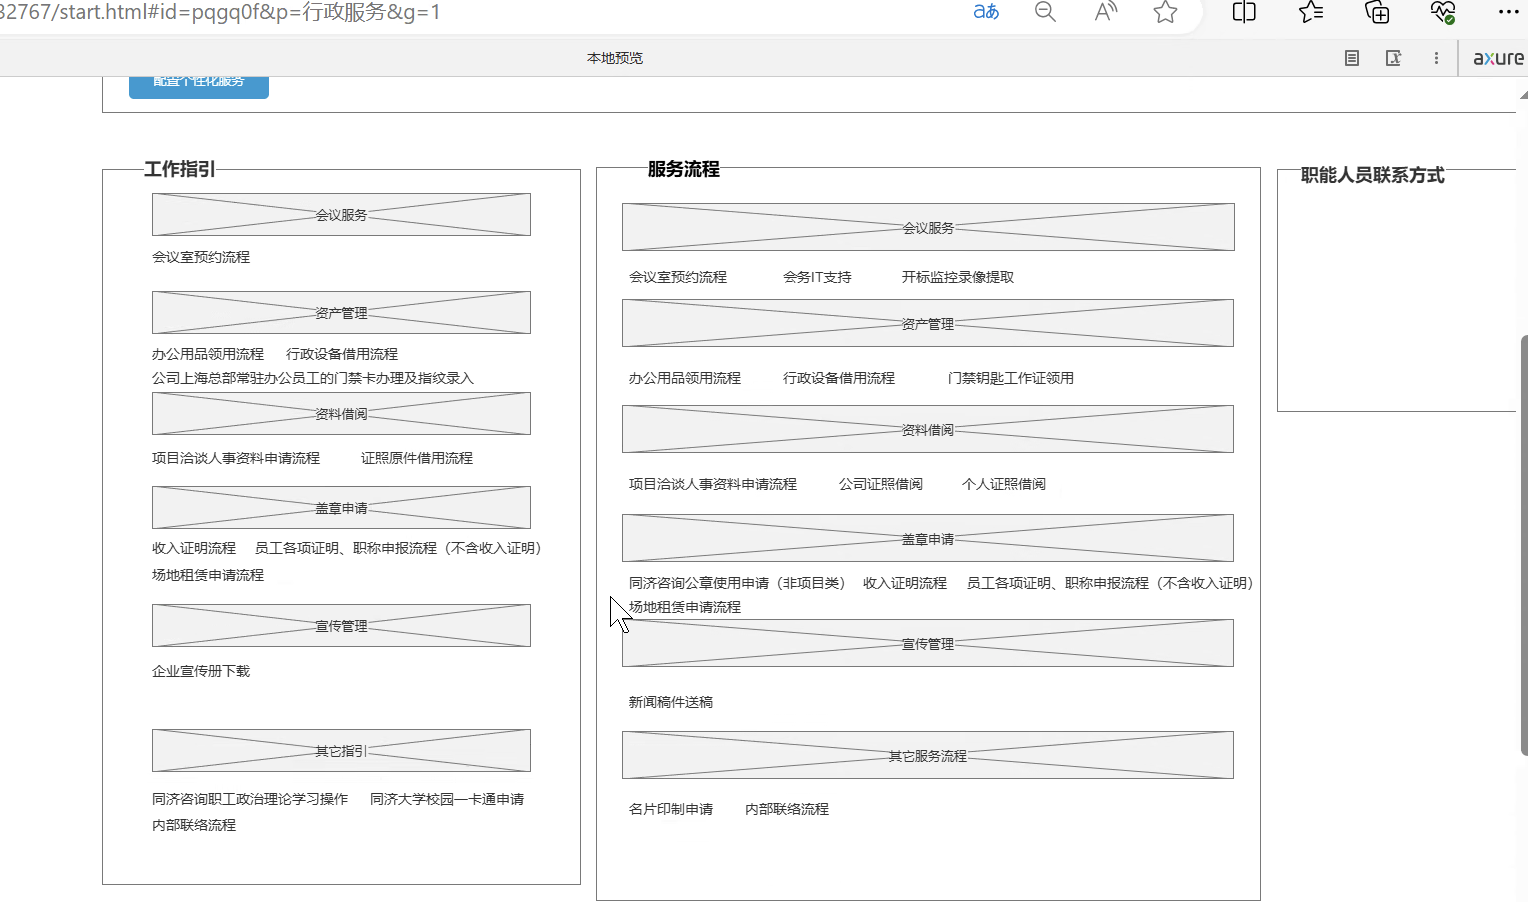 32767/start.html#id=pqgq0f&p=行政服务&g=1
aあ
本地预览
axure
配置个性化服务
工作指引
会议服务
会议室预约流程
资产管理
办公用品领用流程 行政设备借用流程
公司上海总部常驻办公员工的门禁卡办理及指纹录入
资料借阅
项目洽谈人事资料申请流程 证照原件借用流程
盖章申请
收入证明流程 员工各项证明、职称申报流程（不含收入证明）
场地租赁申请流程
宣传管理
企业宣传册下载
其它指引
同济咨询职工政治理论学习操作 同济大学校园一卡通申请
内部联络流程
服务流程
会议服务
会议室预约流程 会务IT支持 开标监控录像提取
资产管理
办公用品领用流程 行政设备借用流程 门禁钥匙工作证领用
资料借阅
项目洽谈人事资料申请流程 公司证照借阅 个人证照借阅
盖章申请
同济咨询公章使用申请（非项目类） 收入证明流程 员工各项证明、职称申报流程（不含收入证明）
场地租赁申请流程
宣传管理
新闻稿件送稿
其它服务流程
名片印制申请 内部联络流程
职能人员联系方式